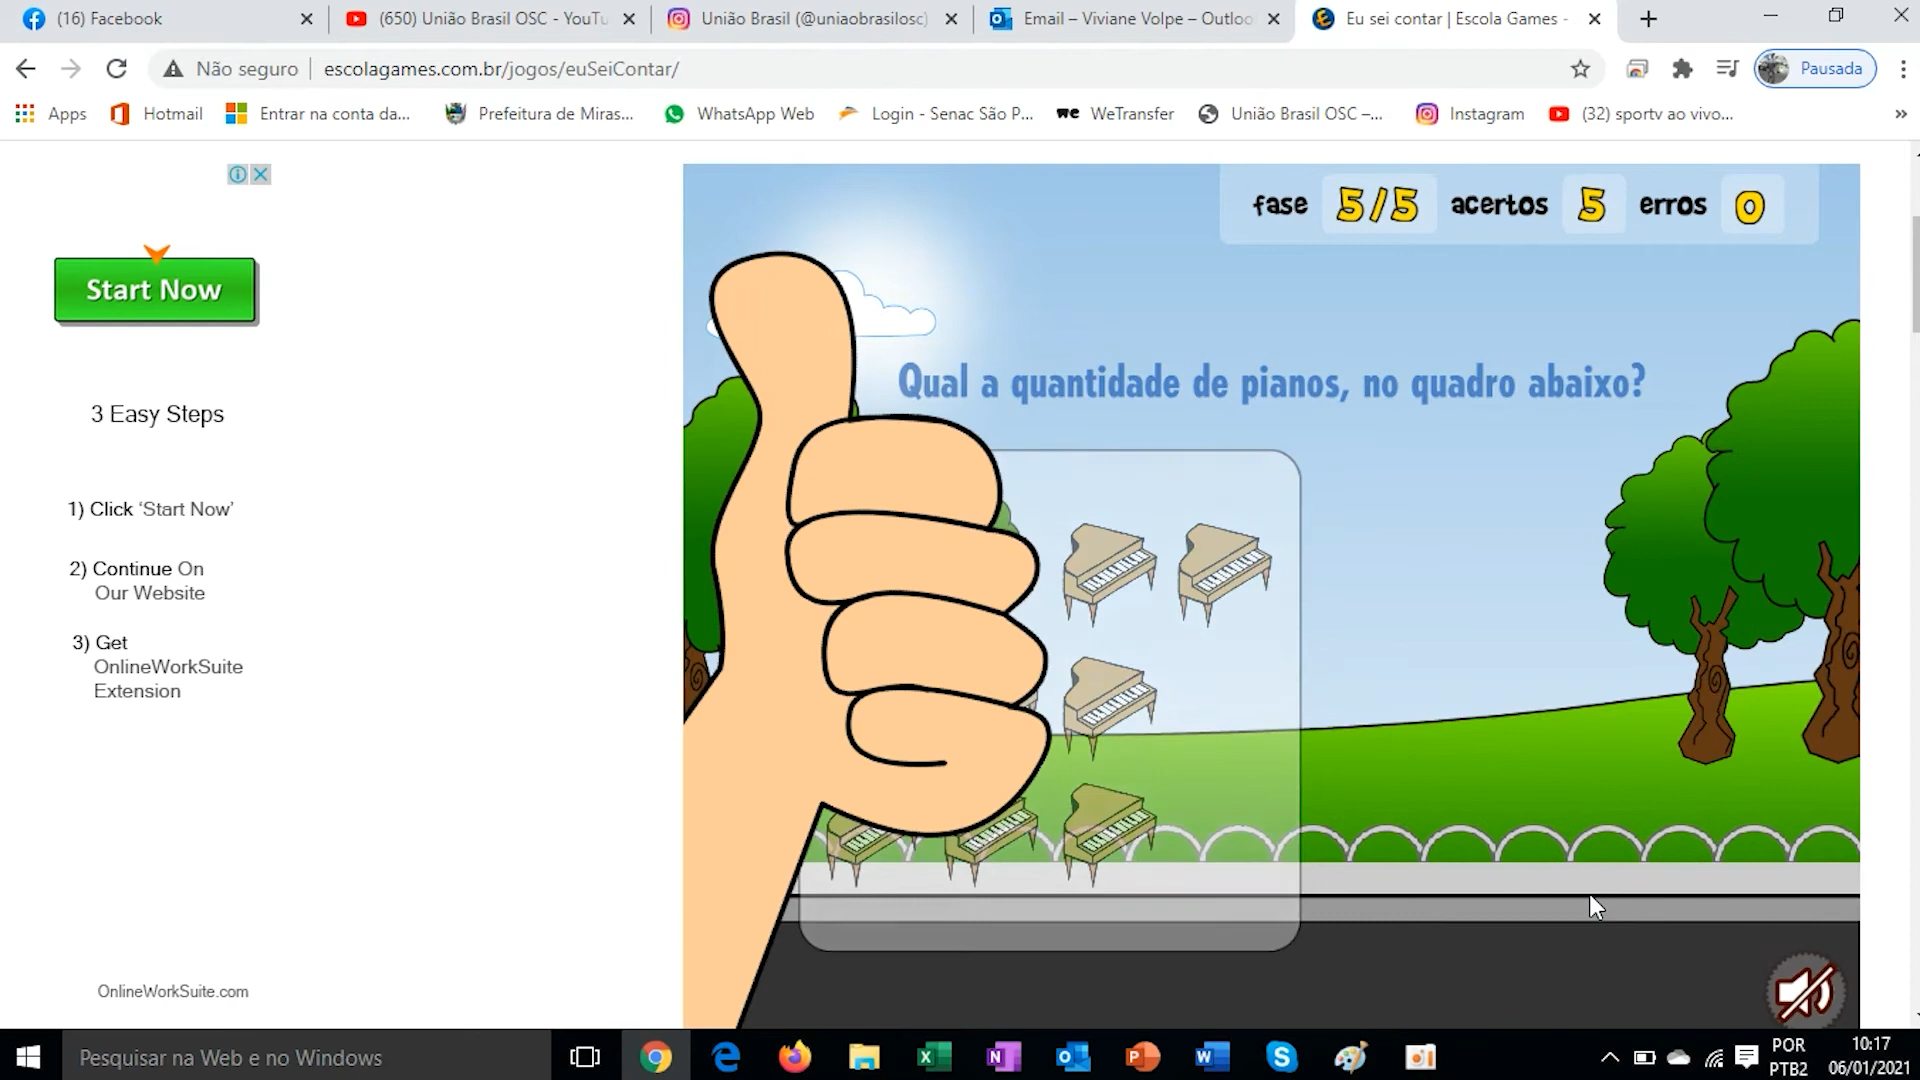 (16) Facebook
(650) União Brasil OSC - YouTu
União Brasil (@uniaobrasilosc)
Email – Viviane Volpe – Outloo
Eu sei contar | Escola Games -
Não seguro
escolagames.com.br/jogos/euSeiContar/
Pausada
Apps
Hotmail
Entrar na conta da...
Prefeitura de Miras...
WhatsApp Web
Login - Senac São P...
we WeTransfer
União Brasil OSC –...
Instagram
(32) sportv ao vivo...
fase 5/5 acertos 5 erros 0
Start Now
Qual a quantidade de pianos, no quadro abaixo?
3 Easy Steps
1) Click ‘Start Now’
2) Continue On
Our Website
3) Get
OnlineWorkSuite
Extension
OnlineWorkSuite.com
Pesquisar na Web e no Windows
POR
PTB2
10:17
06/01/2021